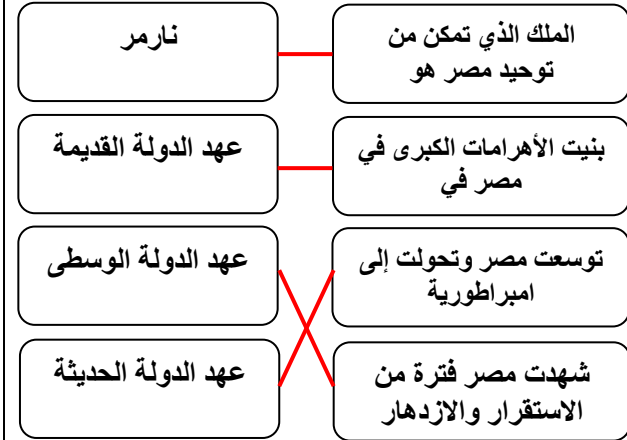 الملك الذي تمكن من
توحيد مصر هو
نارمر
بنيت الأهرامات الكبرى في
مصر في
عهد الدولة القديمة
توسعت مصر وتحولت إلى
امبراطورية
عهد الدولة الوسطى
شهدت مصر فترة من
الاستقرار والازدهار
عهد الدولة الحديثة